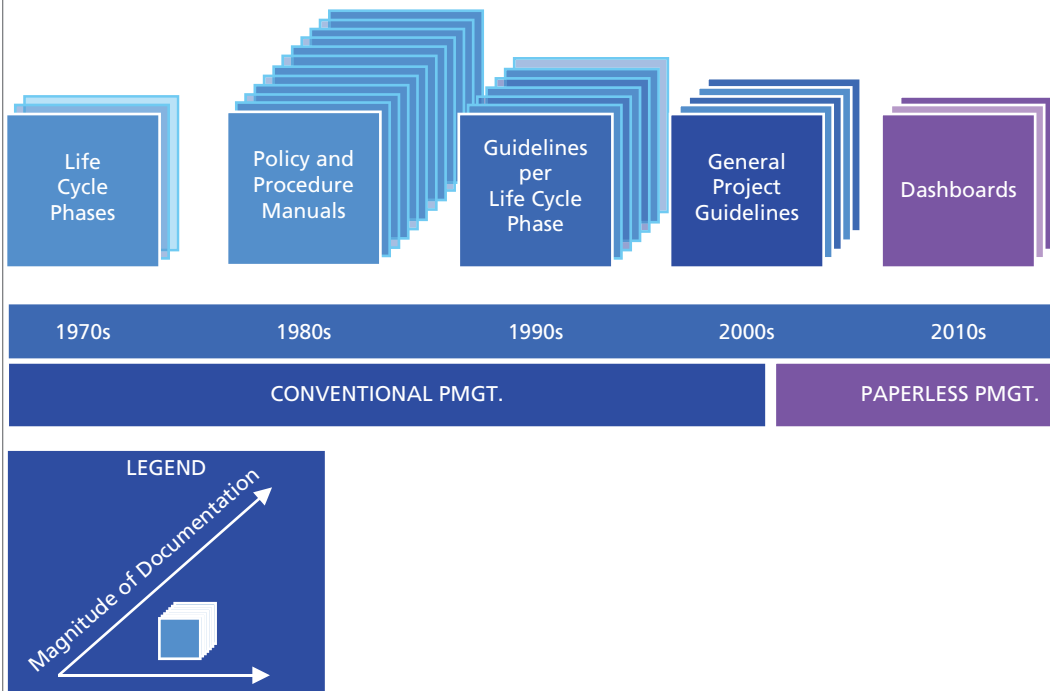 Life
Cycle
Phases
Policy and
Procedure
Manuals
Guidelines
per
Life Cycle
Phase
General
Project
Guidelines
Dashboards
1970s
1980s
1990s
2000s
2010s
CONVENTIONAL PMGT.
PAPERLESS PMGT.
LEGEND
Magnitude of Documentation